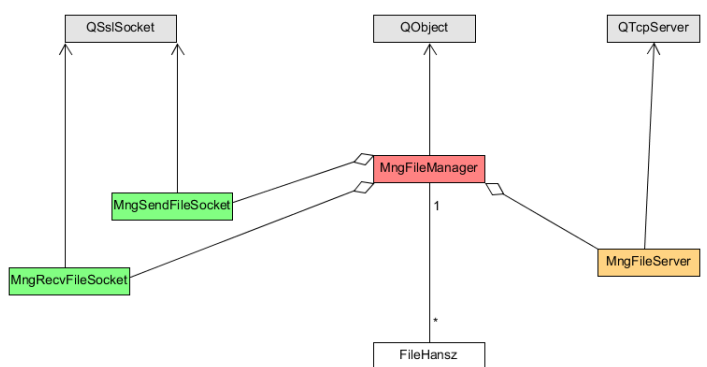 QSslSocket
QObject
QTcpServer
MngFileManager
MngSendFileSocket
1
MngFileServer
MngRecvFileSocket
*
FileHansz